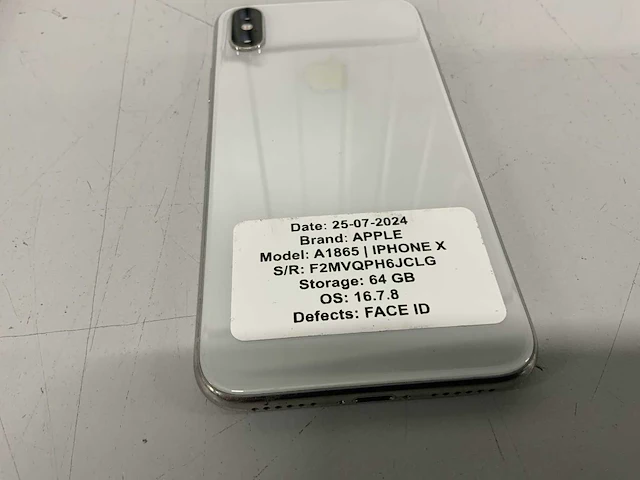 Date: 25-07-2024
Brand: APPLE
Model: A1865 | IPHONE X
S/R: F2MVQPH6JCLG
Storage: 64 GB
OS: 16.7.8
Defects: FACE ID